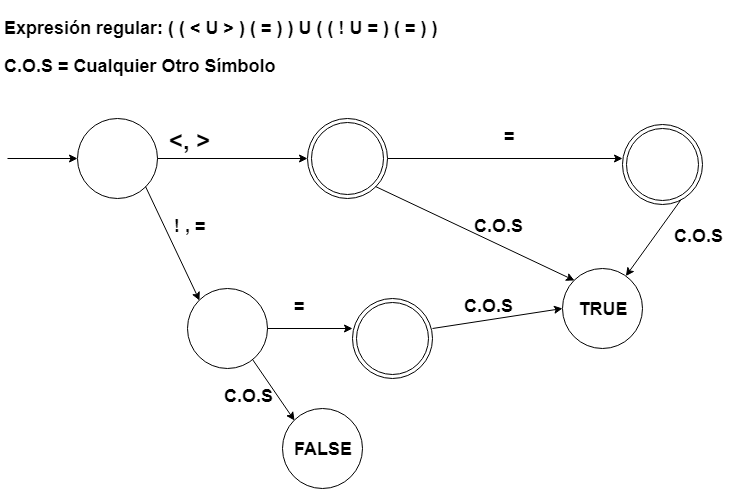 Expresión regular: ( ( < U > ) ( = ) ) U ( ( ! U = ) ( = ) )
C.O.S = Cualquier Otro Símbolo
<, >
=
! , =
C.O.S
C.O.S
=
C.O.S
TRUE
C.O.S
FALSE